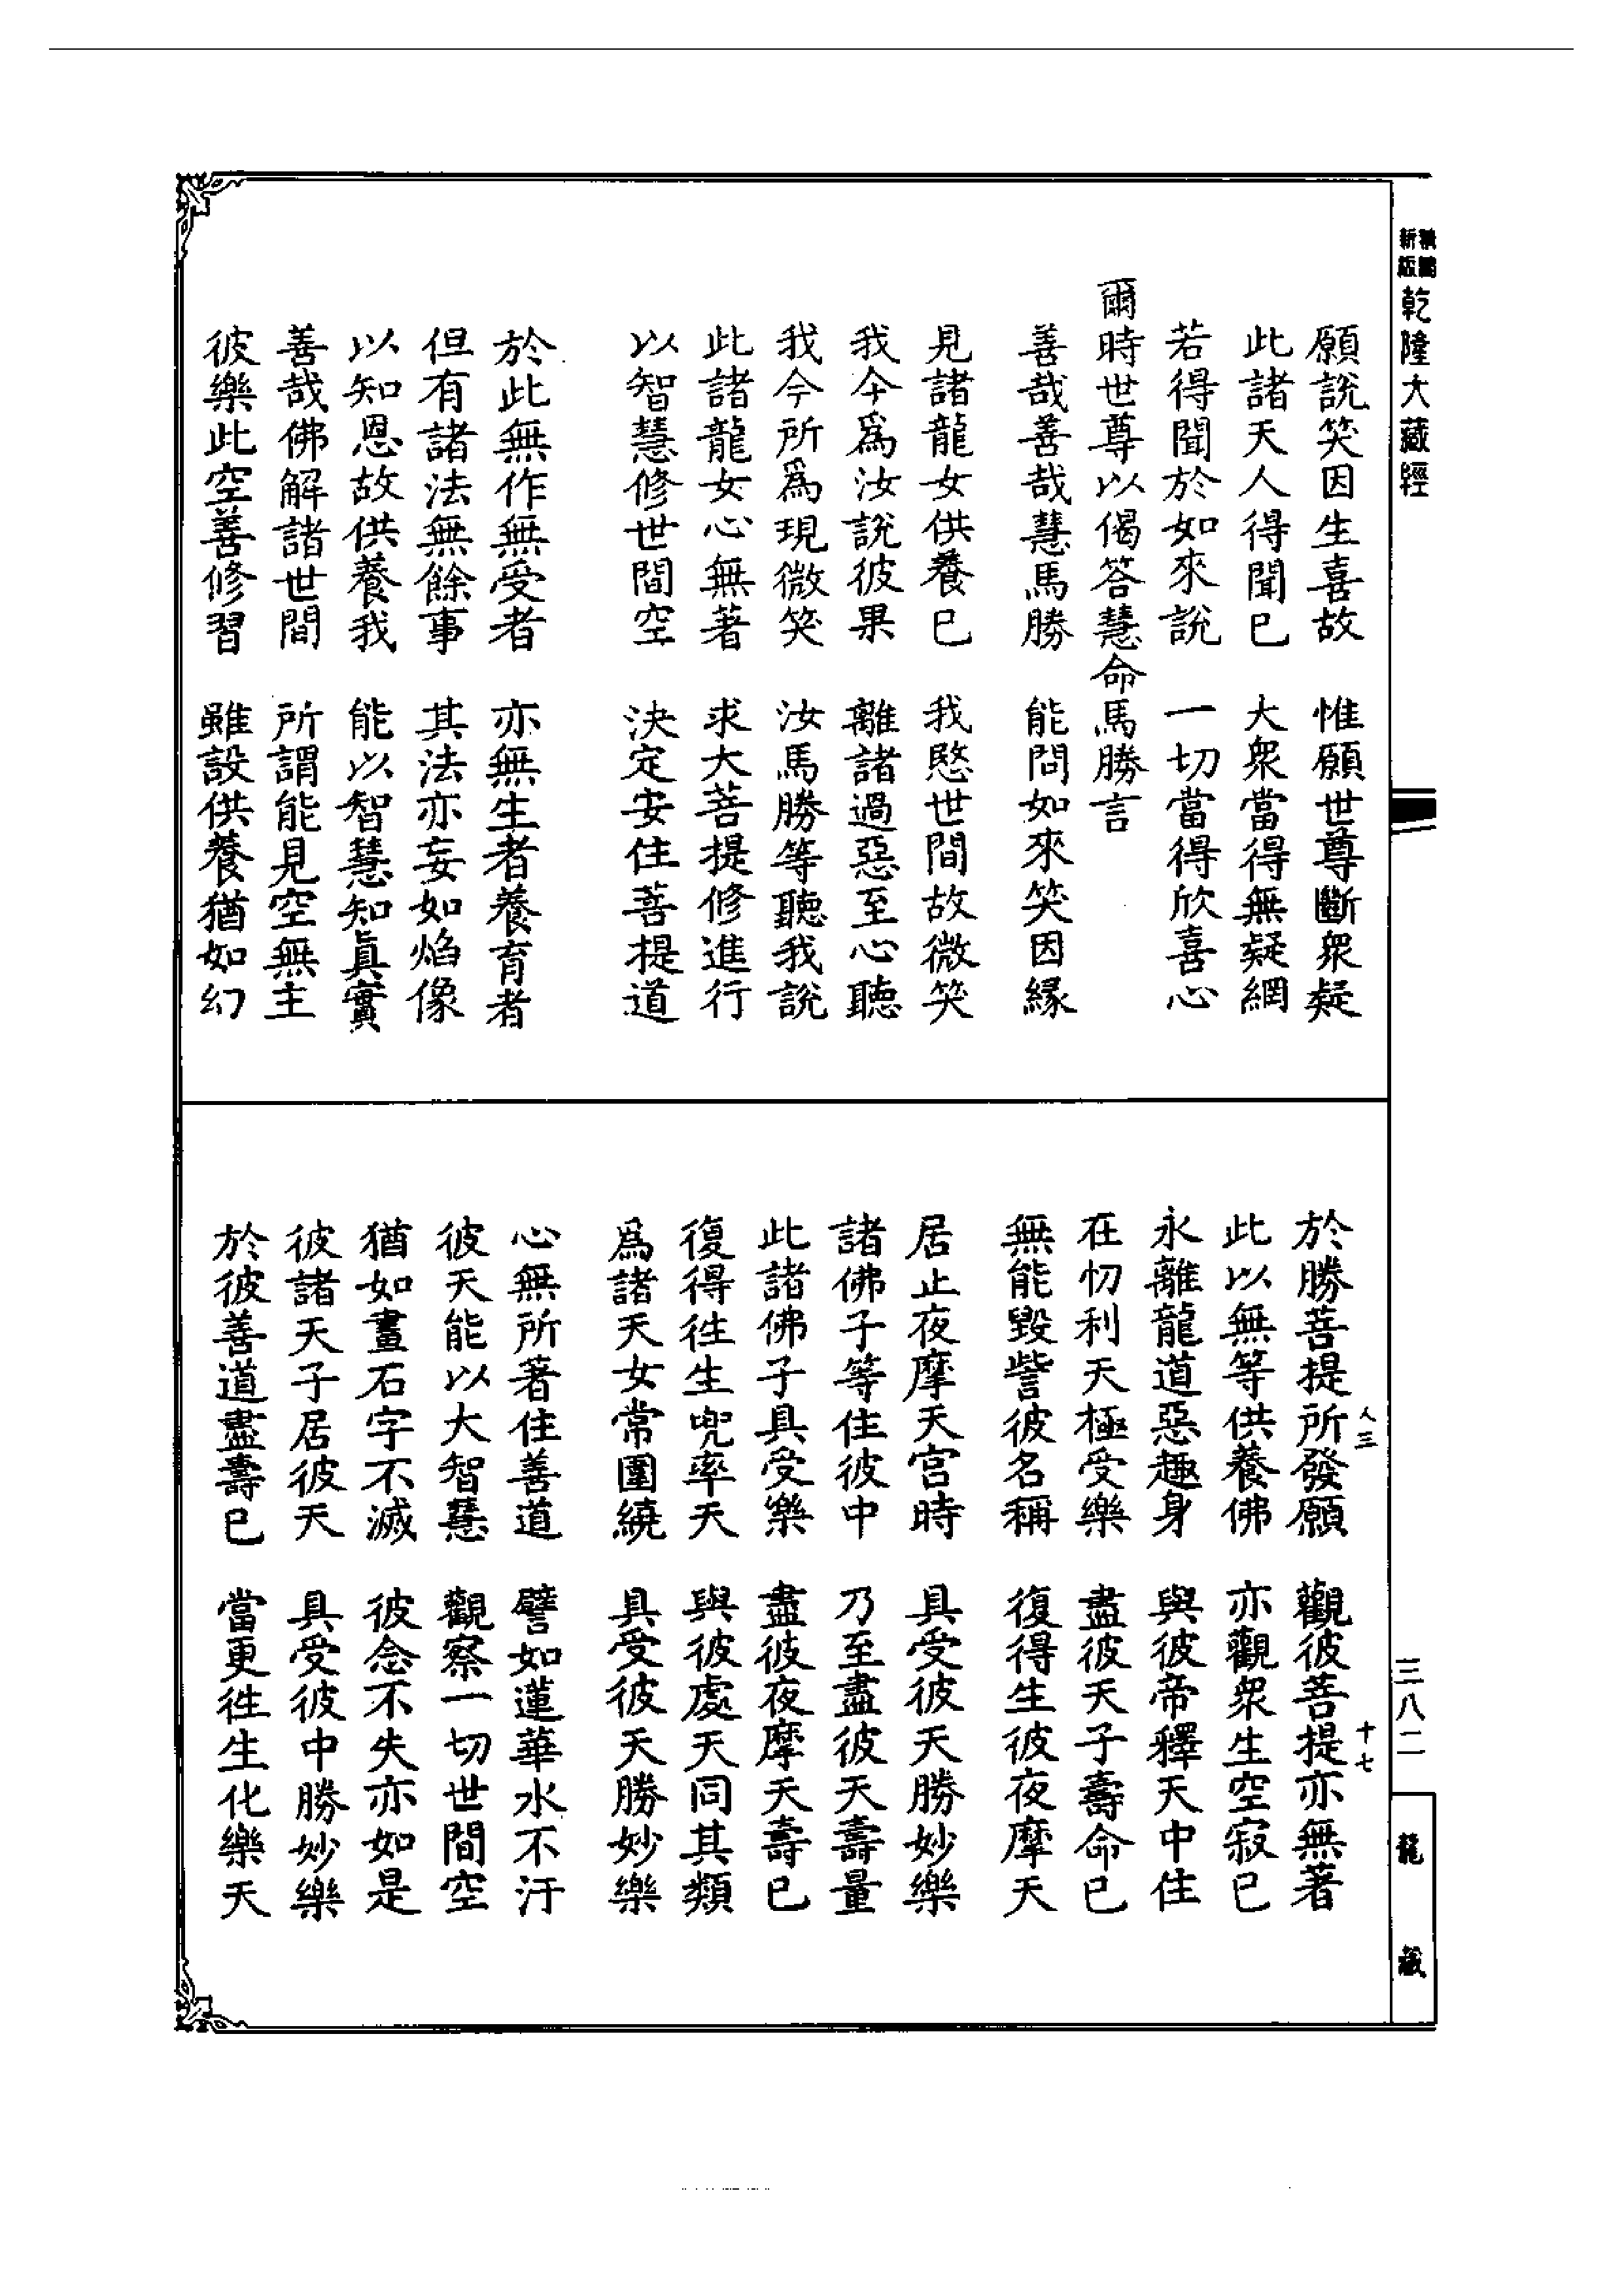 乾隆大藏經
願說笑因生喜故　惟願世尊斷衆疑
此諸天人得聞已　大衆當得無疑網
若得聞於如來說　一切當得欣喜心
爾時世尊以偈答慧命馬勝言
善哉善哉慧馬勝　能問如來笑因緣
見諸龍女供養已　我愍世間故微笑
我今爲汝說彼果　離諸過惡至心聽
我今所爲現微笑　汝馬勝等聽我說
此諸龍女心無著　求大菩提修進行
以智慧修世間空　決定安住菩提道
於此無作無受者　亦無生者養育者
但有諸法無餘事　其法亦妄如焰像
以知恩故供養我　能以智慧知眞實
善哉佛解諸世間　所謂能見空無主
彼樂此空善修習　雖設供養猶如幻
三八二
龍藏
人三　十七
於勝菩提所發願　觀彼菩提亦無著
此以無等供養佛　亦觀衆生空寂已
永離龍道惡趣身　與彼帝釋天中住
在忉利天極受樂　盡彼天子壽命已
無能毀訾彼名稱　復得生彼夜摩天
居止夜摩天宮時　具受彼天勝妙樂
諸佛子等住彼中　乃至盡彼天壽量
此諸佛子具受樂　盡彼夜摩天壽已
復得徃生兜率天　與彼處天同其類
爲諸天女常圍繞　具受彼天勝妙樂
心無所著住善道　譬如蓮華水不汙
彼天能以大智慧　觀察一切世間空
猶如畫石字不滅　彼念不失亦如是
彼諸天子居彼天　具受彼中勝妙樂
於彼善道盡壽已　當更徃生化樂天